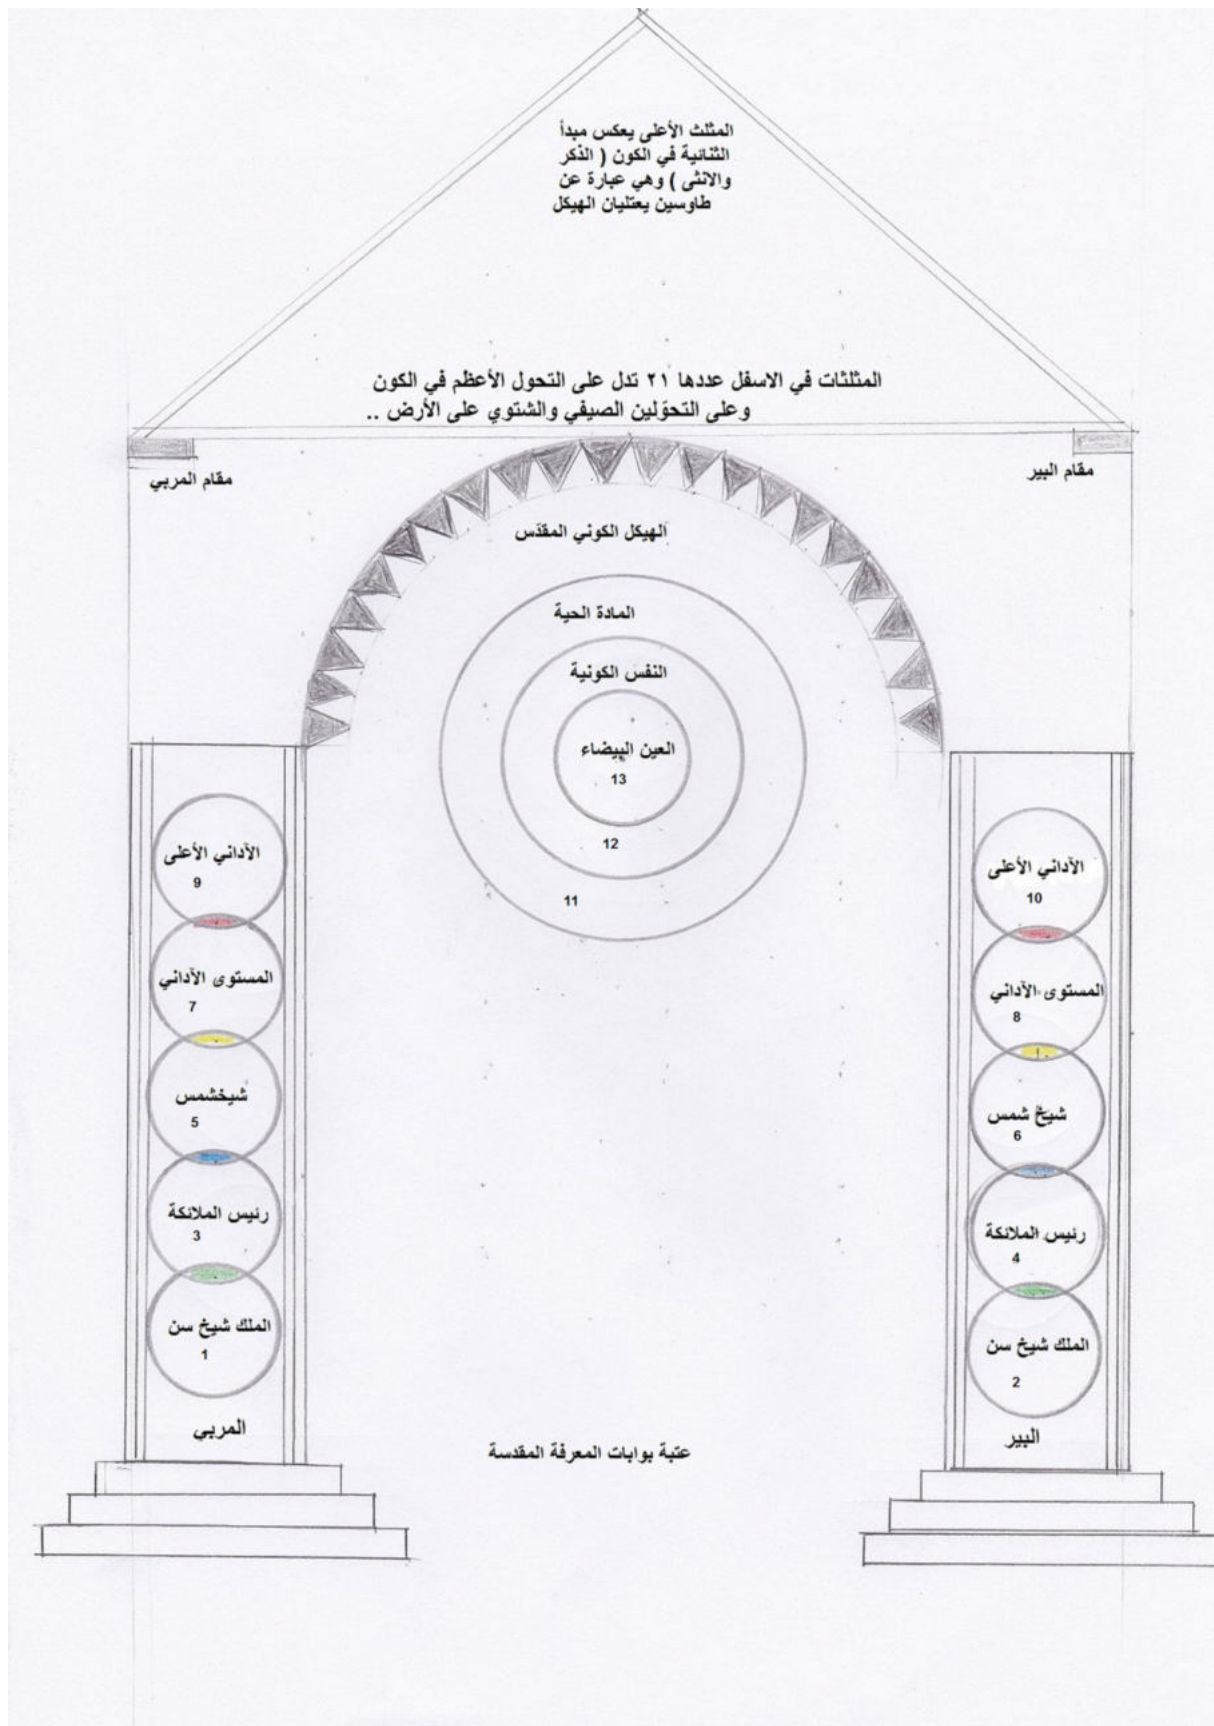 المثلث الأعلى يعكس مبدأ
الثنائية في الكون ( الذكر
والانثى ) وهي عبارة عن
طاوسين يعتليان الهيكل
المثلثات في الاسفل عددها ٢١ تدل على التحول الأعظم في الكون
وعلى التحوّلين الصيفي والشتوي على الأرض ..
مقام البير
مقام المربي
الهيكل الكوني المقدّس
المادة الحية
النفس الكونية
العين البيضاء
13
12
11
الآداني الأعلى
10
المستوى الآداني
8
شيخ شمس
6
رئيس الملائكة
4
الملك شيخ سن
2
البير
الآداني الأعلى
9
المستوى الآداني
7
شيخشمس
5
رئيس الملائكة
3
الملك شيخ سن
1
المربي
عتبة بوابات المعرفة المقدسة